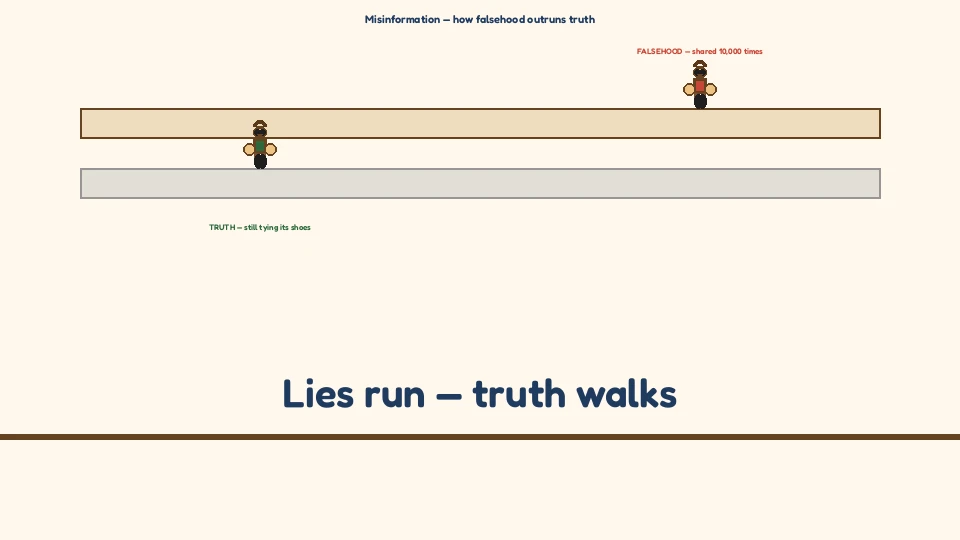 Misinformation — how falsehood outruns truth
FALSEHOOD — shared 10,000 times
TRUTH — still tying its shoes
Lies run — truth walks